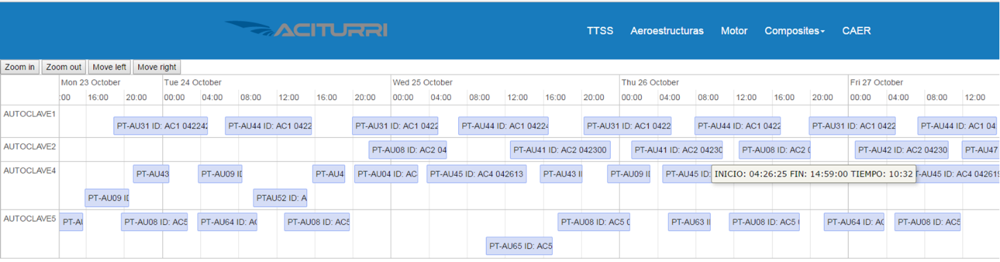 ACITURRI
TTSS Aeroestructuras Motor Composites CAER
Zoom in Zoom out Move left Move right
Mon 23 October Tue 24 October Wed 25 October Thu 26 October Fri 27 October
:00 16:00 20:00 00:00 04:00 08:00 12:00 16:00 20:00 00:00 04:00 08:00 12:00 16:00 20:00 00:00 04:00 08:00 12:00 16:00 20:00 00:00 04:00 08:00 12:00
AUTOCLAVE1
PT-AU31 ID: AC1 042242 PT-AU44 ID: AC1 0422 PT-AU31 ID: AC1 0422 PT-AU44 ID: AC1 04224 PT-AU31 ID: AC1 0422 PT-AU44 ID: AC1 0422 PT-AU31 ID: AC1 0422 PT-AU44 ID: AC1 04
AUTOCLAVE2
PT-AU08 ID: AC2 04 PT-AU41 ID: AC2 042300 PT-AU41 ID: AC2 04230 PT-AU08 ID: AC2 PT-AU42 ID: AC2 04230 PT-AU47
AUTOCLAVE4
PT-AU43 PT-AU09 ID PT-AU4 PT-AU04 ID: AC PT-AU45 ID: AC4 042613 PT-AU43 PT-AU09 PT-AU45 ID: INICIO: 04:26:25 FIN: 14:59:00 TIEMPO: 10:32 T-AU45 ID: AC4 042619
PT-AU09 ID PTAU52 ID: A
AUTOCLAVE5
PT-AU PT-AU08 ID: AC5 PT-AU64 ID: AC PT-AU08 ID: AC5 PT-AU08 ID: AC5 PT-AU63 PT-AU08 ID: AC5 PT-AU64 ID: AC PT-AU08 ID: AC5
PT-AU65 ID: AC5